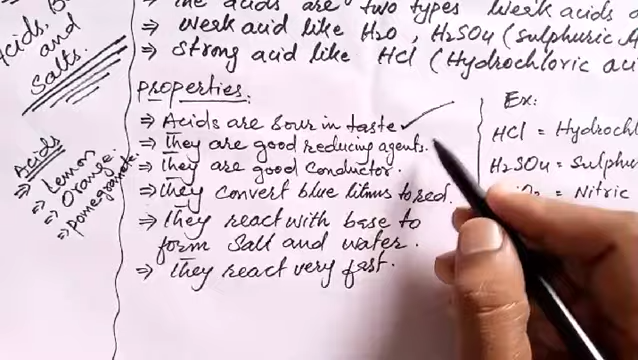 Acids, B
and
Salts.
The acids are two types Weak acids a
⇒ Weak acid like H2O, H2SO4 (Sulphuric A
⇒ Strong acid like HCl (Hydrochloric aci
Properties:
⇒ Acids are Sour in taste ✓
⇒ They are good reducing agents.
⇒ They are good conductor.
⇒ They convert blue litmus to red.
⇒ They react with base to
form Salt and water.
⇒ They react very fast.
Acids
⇒ Lemon
⇒ Orange.
⇒ Pomegranate.
Ex:
HCl = Hydrochl
H2SO4 = Sulphu
= Nitric